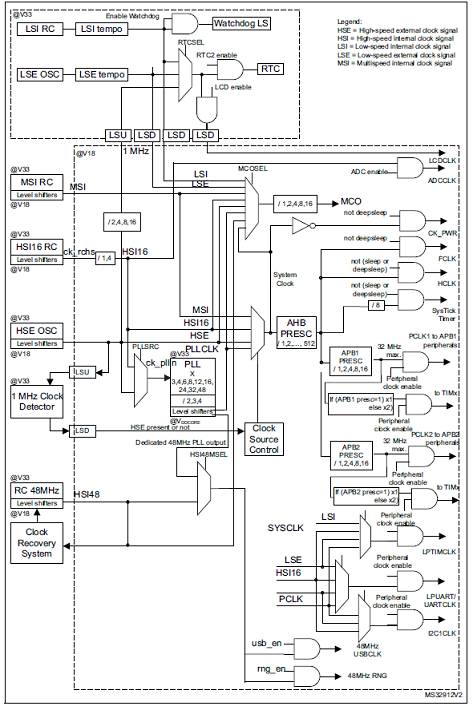 @V33
Enable Watchdog
LSI RC
LSI tempo
Watchdog LS
RTCSEL
RTC2 enable
LSE OSC
LSE tempo
RTC
LCD enable
Legend:
HSE = High-speed external clock signal
HSI = High-speed internal clock signal
LSI = Low-speed internal clock signal
LSE = Low-speed external clock signal
MSI = Multispeed internal clock signal
LSU
LSD
LSD
LSD
@V18
1 MHz
LCDCLK
ADC enable
ADCCLK
@V33
MSI RC
Level shifters
@V18
MSI
LSI
LSE
MCOSEL
/ 1,2,4,8,16
MCO
/ 2,4,8,16
not deepsleep
CK_PWR
@V33
HSI16 RC
Level shifters
@V18
ck_rchs
/ 1,4
HSI16
System
Clock
not deepsleep
FCLK
not (sleep or
deepsleep)
HCLK
not (sleep or
deepsleep)
/ 8
SysTick
Timer
MSI
HSI16
HSE
PLLCLK
AHB
PRESC
/ 1,2,..., 512
@V33
HSE OSC
Level shifters
@V18
PLLSRC
ck_pllin
@V33
PLL
X
3,4,6,8,12,16,
24,32,48
/ 2,3,4
Level shifters
@VDDCORE
LSU
@V33
1 MHz Clock
Detector
LSD
HSE present or not
Clock
Source
Control
APB1
PRESC
/ 1,2,4,8,16
32 MHz
max.
PCLK1 to APB1
peripherals
Peripheral
clock enable
If (APB1 presc=1) x1
else x2)
to TIMx
Peripheral
clock enable
APB2
PRESC
/ 1,2,4,8,16
32 MHz
max.
PCLK2 to APB2
peripherals
Peripheral
clock enable
If (APB2 presc=1) x1
else x2)
to TIMx
Peripheral
clock enable
Dedicated 48MHz PLL output
HSI48MSEL
@V33
RC 48MHz
Level shifters
@V18
HSI48
Clock
Recovery
System
LSI
SYSCLK
LSE
HSI16
PCLK
Peripheral
clock enable
LPTIMCLK
Peripheral
clock enable
LPUART/
UARTCLK
Peripheral
clock enable
I2C1CLK
usb_en
48MHz
USBCLK
rng_en
48MHz RNG
MS32912V2